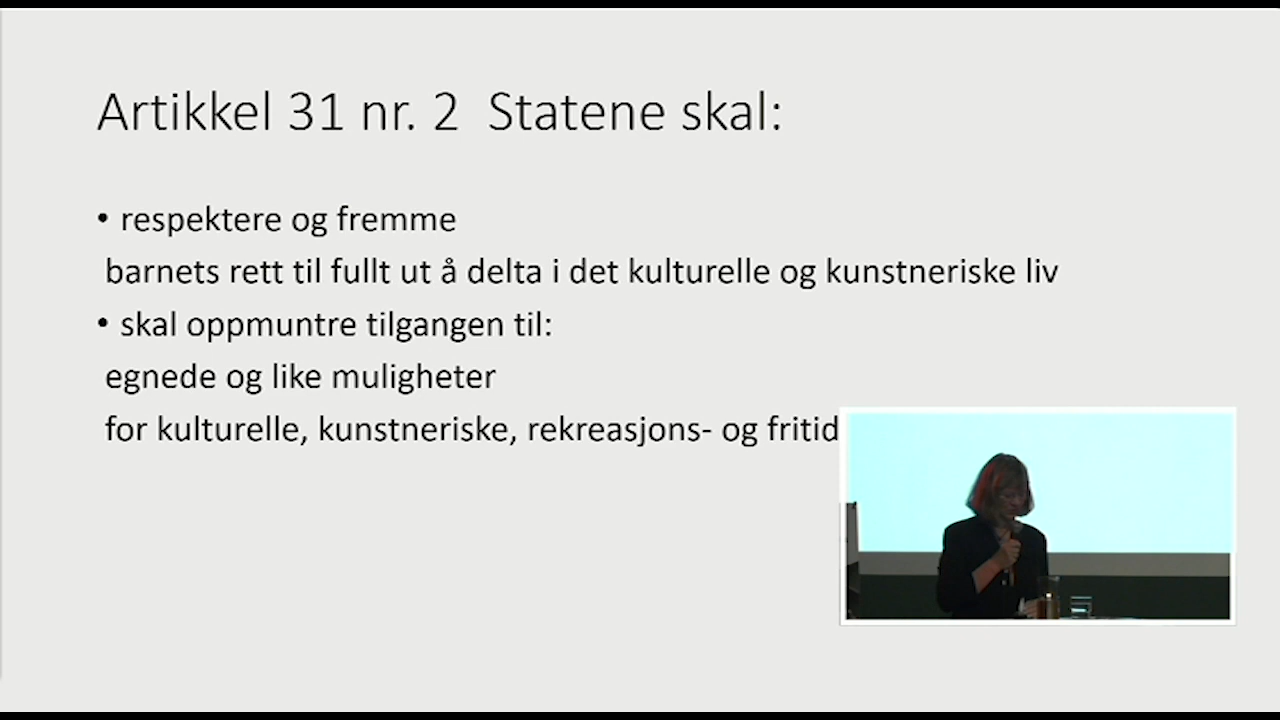 Artikkel 31 nr. 2 Statene skal:
• respektere og fremme
barnets rett til fullt ut å delta i det kulturelle og kunstneriske liv
• skal oppmuntre tilgangen til:
egnede og like muligheter
for kulturelle, kunstneriske, rekreasjons- og fritid